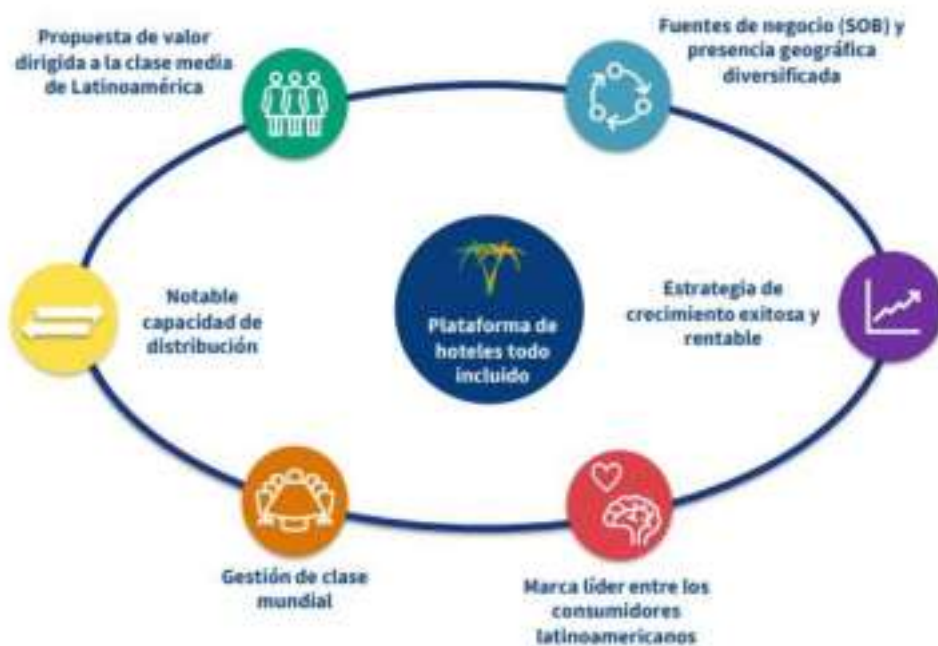 Propuesta de valor
dirigida a la clase media
de Latinoamérica
Fuentes de negocio (SOB) y
presencia geográfica
diversificada
Notable
capacidad de
distribución
Plataforma de
hoteles todo
incluido
Estrategia de
crecimiento exitosa y
rentable
Gestión de clase
mundial
Marca líder entre los
consumidores
latinoamericanos